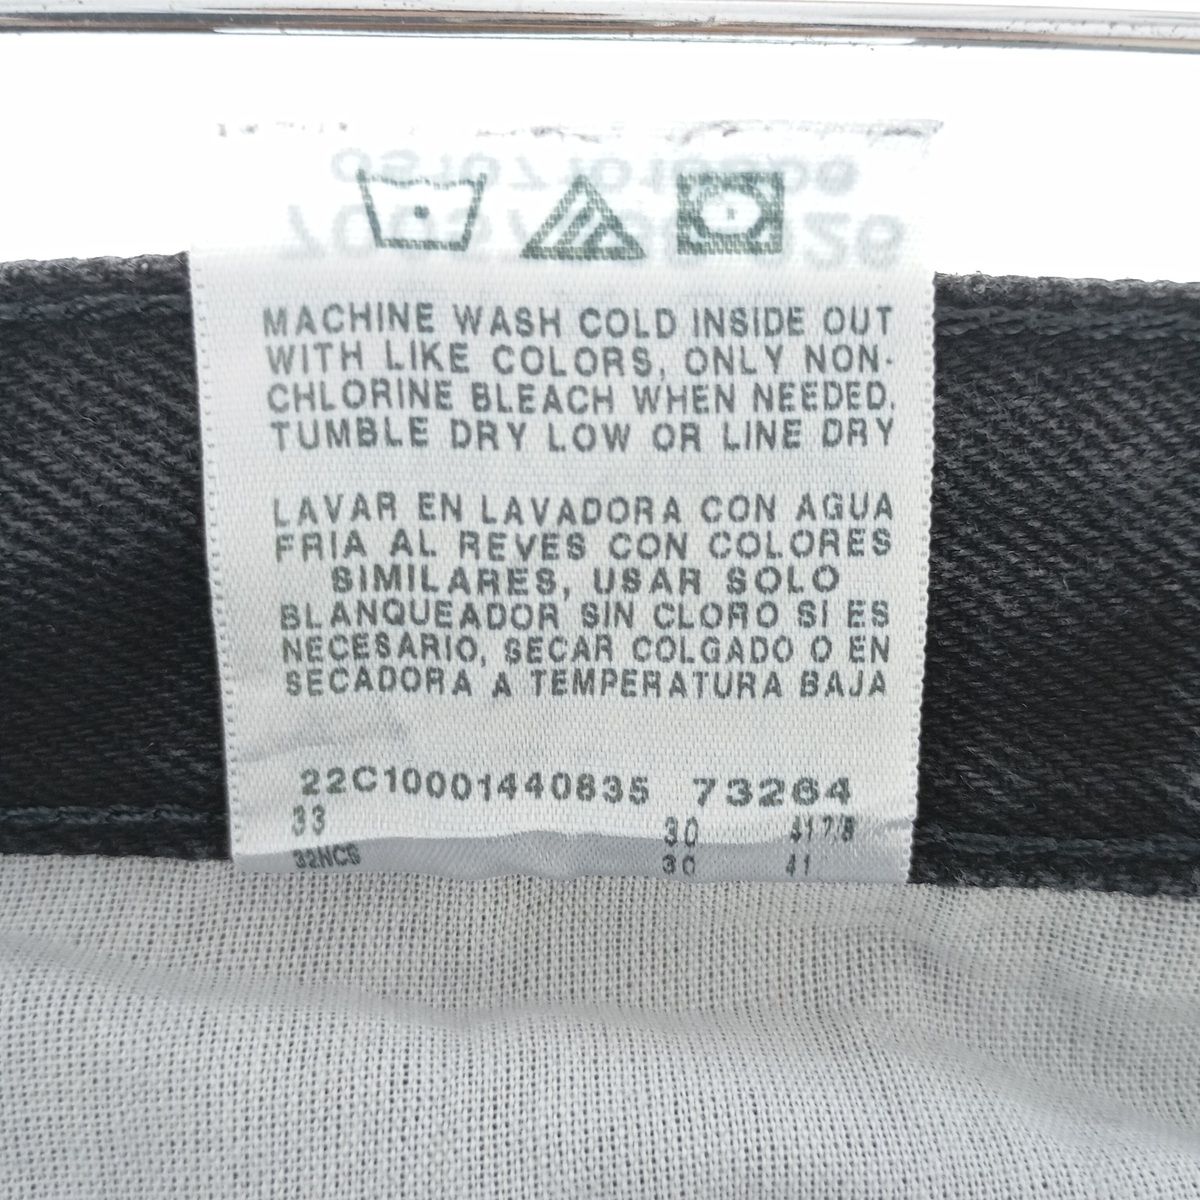 MACHINE WASH COLD INSIDE OUT
WITH LIKE COLORS, ONLY NON-
CHLORINE BLEACH WHEN NEEDED,
TUMBLE DRY LOW OR LINE DRY
LAVAR EN LAVADORA CON AGUA
FRIA AL REVES CON COLORES
SIMILARES, USAR SOLO
BLANQUEADOR SIN CLORO SI ES
NECESARIO, SECAR COLGADO O EN
SECADORA A TEMPERATURA BAJA
22C10001440835 73264
33 30 41 7/8
32NCS 30 41